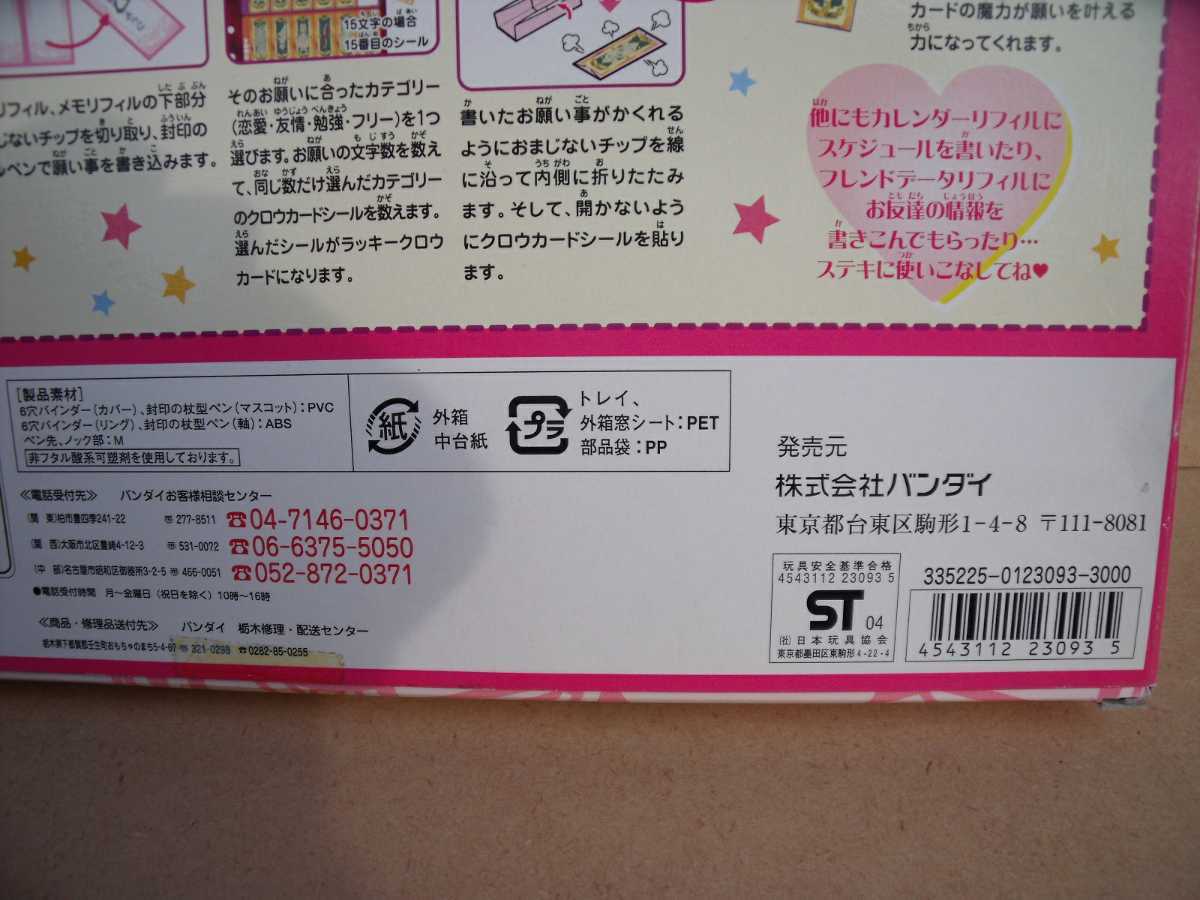 15文字の場合
15番目のシール
カードの魔力が願いを叶える
力になってくれます。
リフィル、メモリフィルの下部分
じないチップを切り取り、封印の
ペンで願い事を書き込みます。
そのお願いに合ったカテゴリー
(恋愛・友情・勉強・フリー)を1つ
選びます。お願いの文字数を数え
て、同じ数だけ選んだカテゴリー
のクロウカードシールを数えます。
選んだシールがラッキークロウ
カードになります。
書いたお願い事がかくれる
ようにおまじないチップを線
に沿って内側に折りたたみ
ます。そして、開かないよう
にクロウカードシールを貼り
ます。
他にもカレンダーリフィルに
スケジュールを書いたり、
フレンドデータリフィルに
お友達の情報を
書きこんでもらったり…
ステキに使いこなしてね♥
[製品素材]
6穴バインダー(カバー)、封印の杖型ペン(マスコット):PVC
6穴バインダー(リング)、封印の杖型ペン(軸):ABS
ペン先、ノック部:M
非フタル酸系可塑剤を使用しております。
紙
外箱
中台紙
プラ
トレイ、
外箱窓シート:PET
部品袋:PP
≪電話受付先≫ バンダイお客様相談センター
(関 東)柏市豊四季241-22 〒277-8511 ☎04-7146-0371
(関 西)大阪市北区豊崎4-12-3 〒531-0072 ☎06-6375-5050
(中 部)名古屋市昭和区御器所3-2-5 〒466-0051 ☎052-872-0371
●電話受付時間 月～金曜日(祝日を除く)10時～16時
≪商品・修理品送付先≫ バンダイ 栃木修理・配送センター
栃木県下都賀郡壬生町おもちゃのまち5-4-67 〒321-0298 ☎0282-85-0255
発売元
株式会社バンダイ
東京都台東区駒形1-4-8 〒111-8081
玩具安全基準合格
4543112 23093 5
ST 04
(社)日本玩具協会
東京都墨田区東駒形4-22-4
335225-0123093-3000
4543112 230935